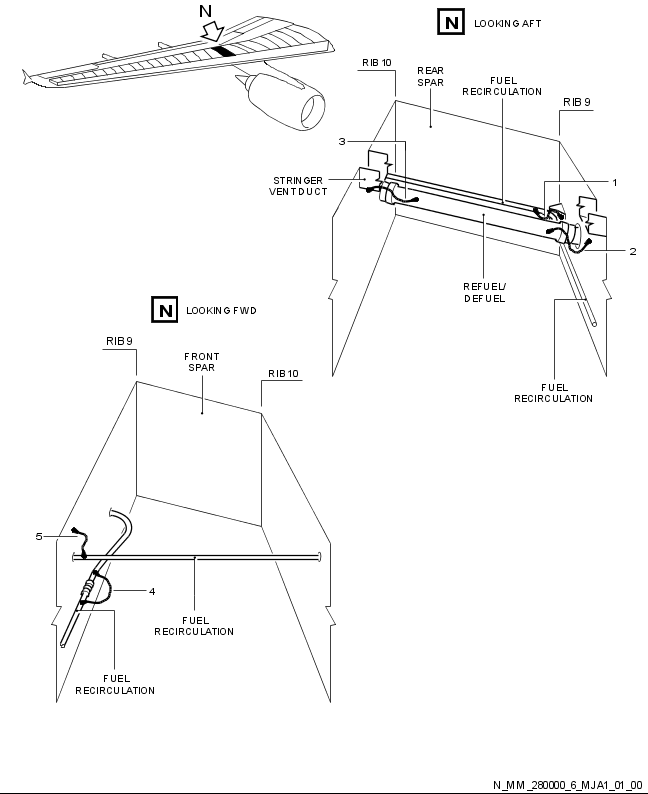 N
N LOOKING AFT
RIB 10
REAR
SPAR
FUEL
RECIRCULATION
RIB 9
3
STRINGER
VENT DUCT
1
2
REFUEL/
DEFUEL
FUEL
RECIRCULATION
N LOOKING FWD
RIB 9
FRONT
SPAR
RIB 10
5
4
FUEL
RECIRCULATION
FUEL
RECIRCULATION
N_MM_280000_6_MJA1_01_00